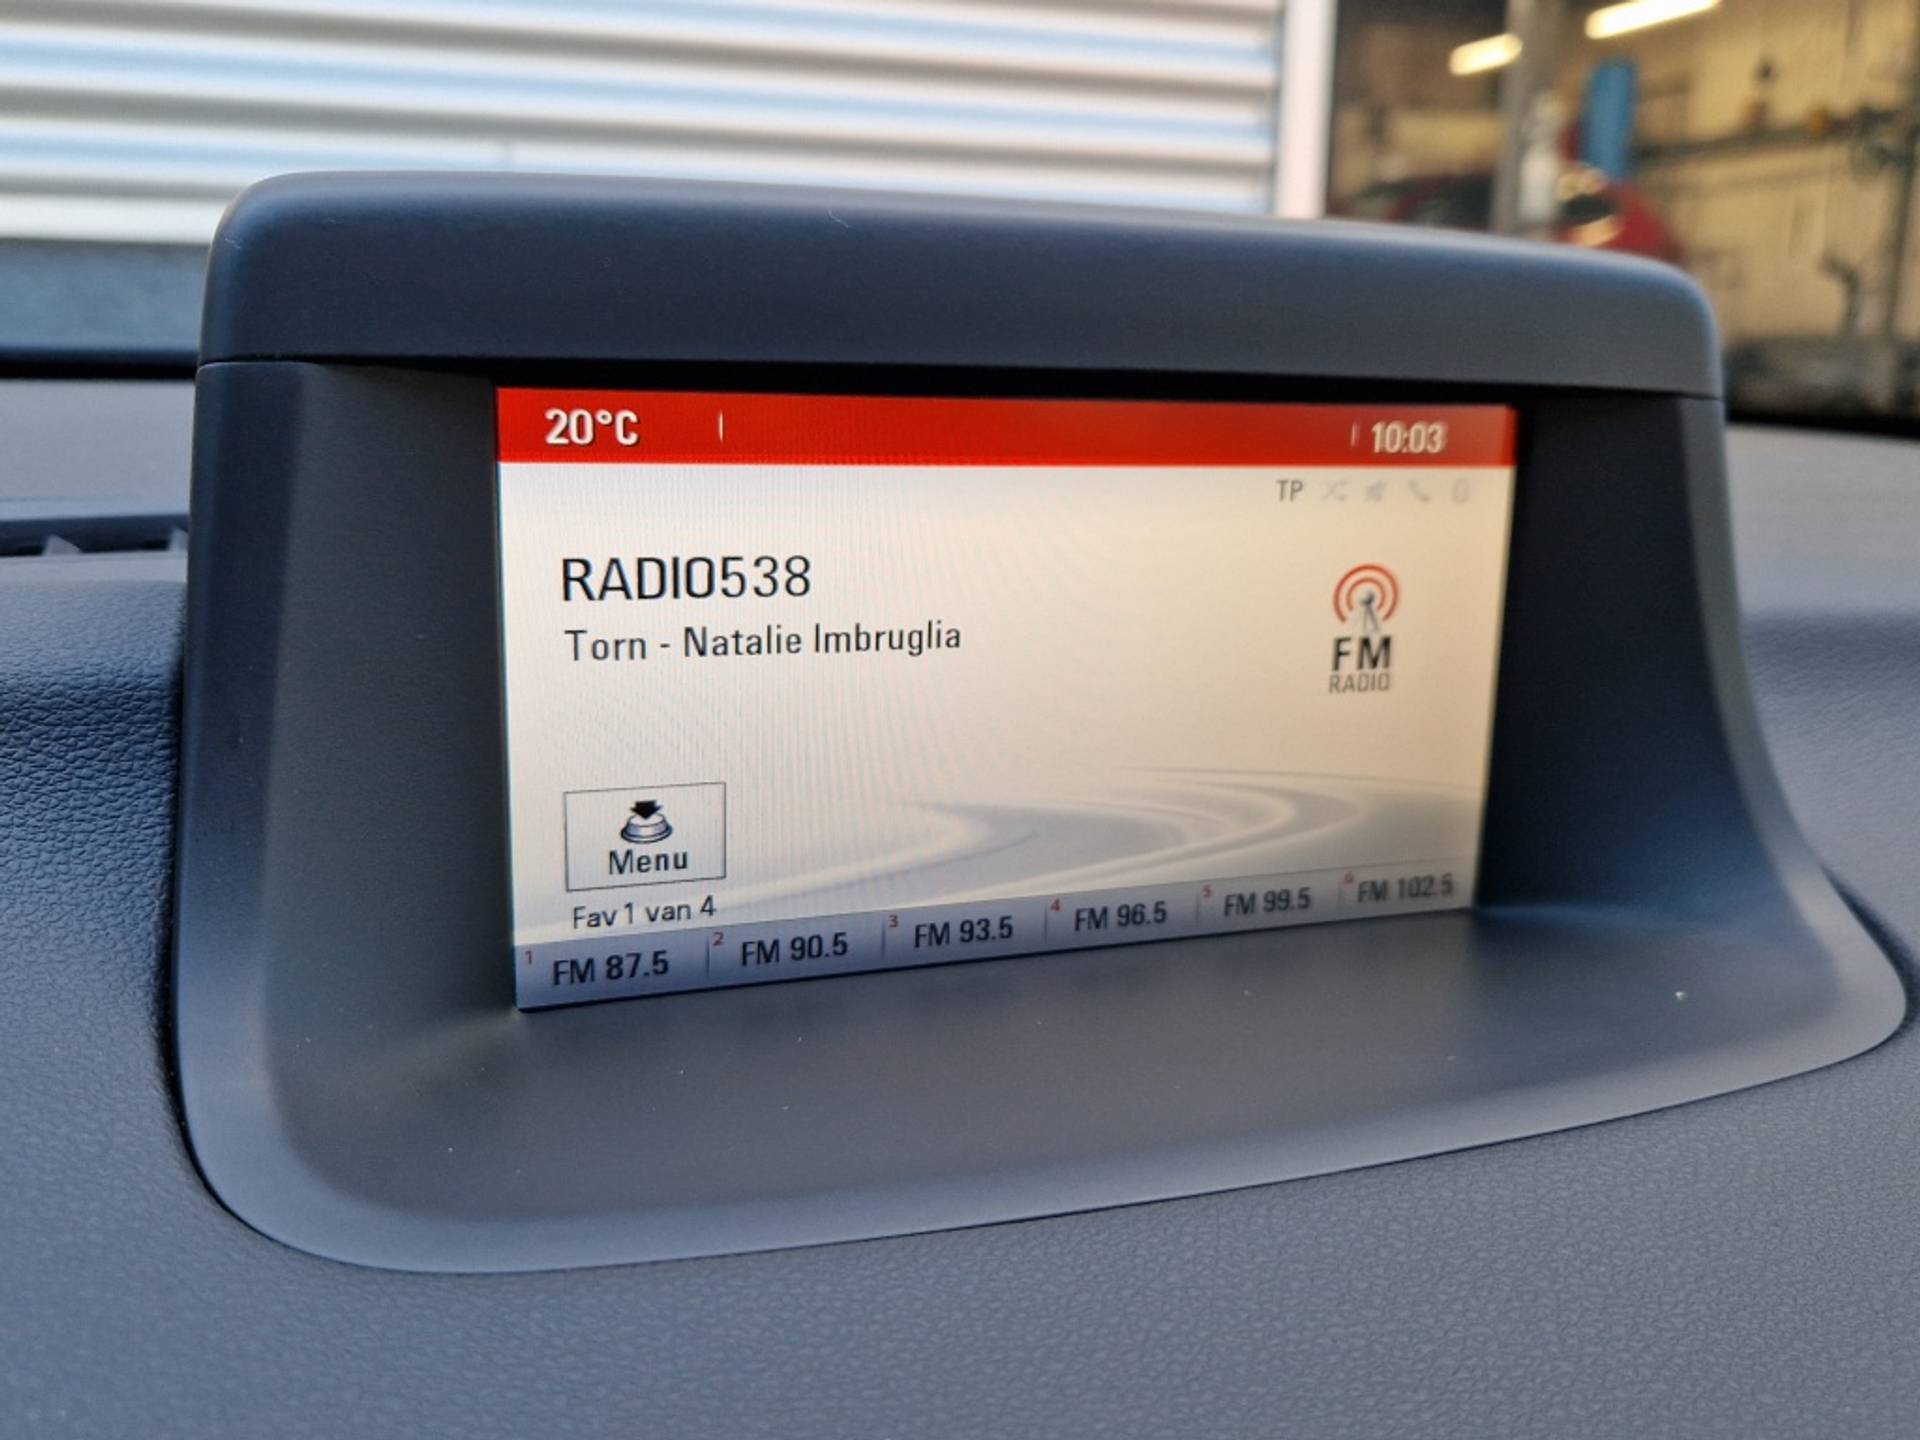 20°C 10:03
TP
RADIO538
Torn - Natalie Imbruglia
FM
RADIO
Menu
Fav 1 van 4
1 FM 87.5 2 FM 90.5 3 FM 93.5 4 FM 96.5 5 FM 99.5 6 FM 102.5